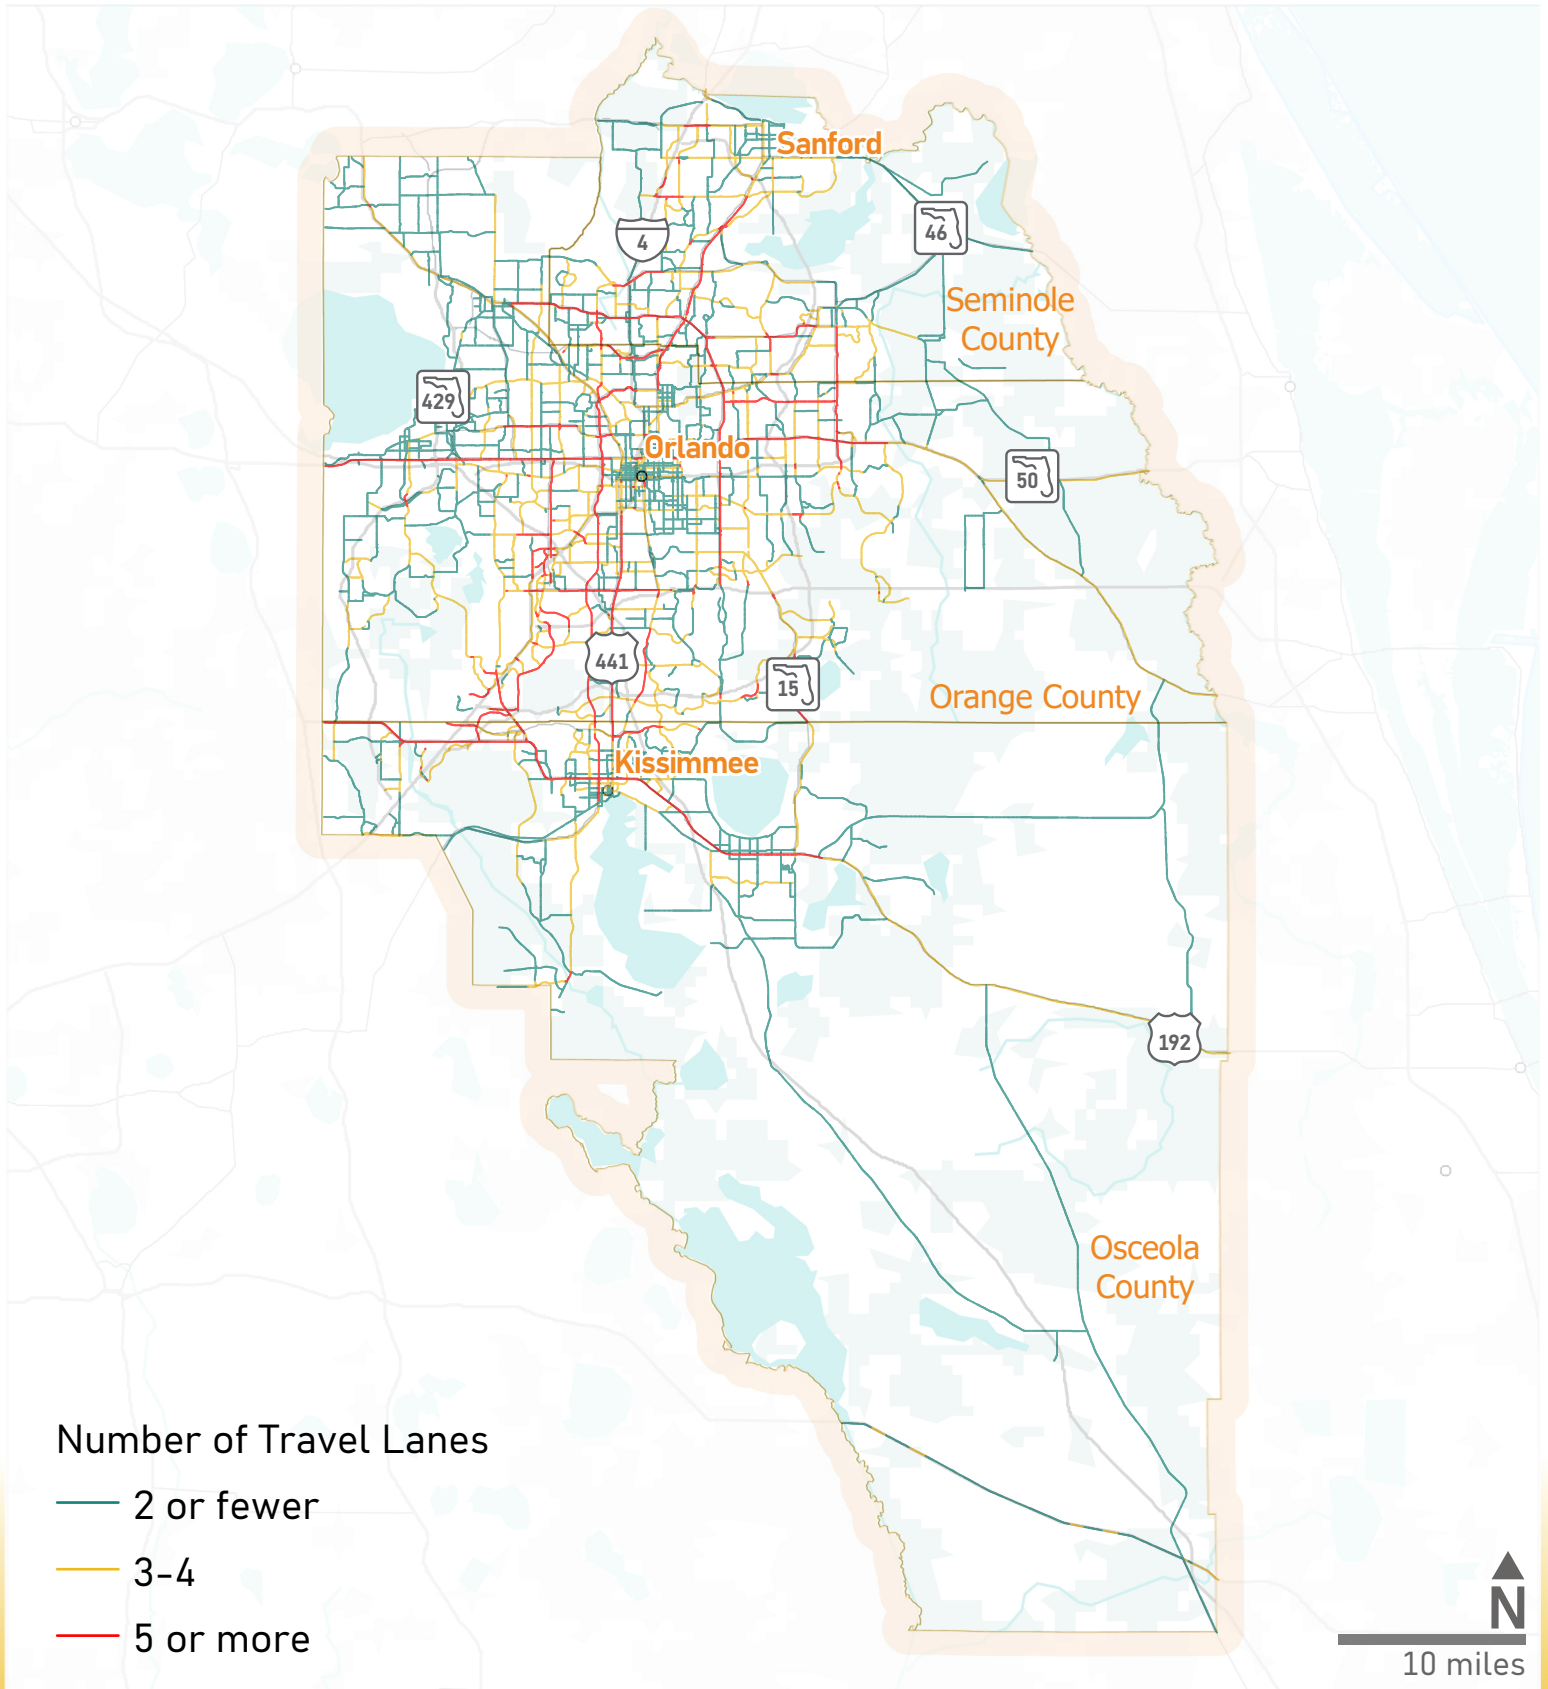 Sanford
46
4
Seminole
County
429
Orlando
50
441
15
Orange County
Kissimmee
192
Osceola
County
Number of Travel Lanes
2 or fewer
3-4
5 or more
N
10 miles